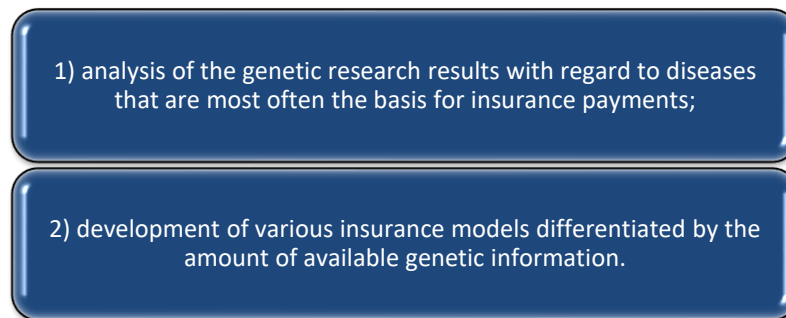 1) analysis of the genetic research results with regard to diseases
that are most often the basis for insurance payments;
2) development of various insurance models differentiated by the
amount of available genetic information.